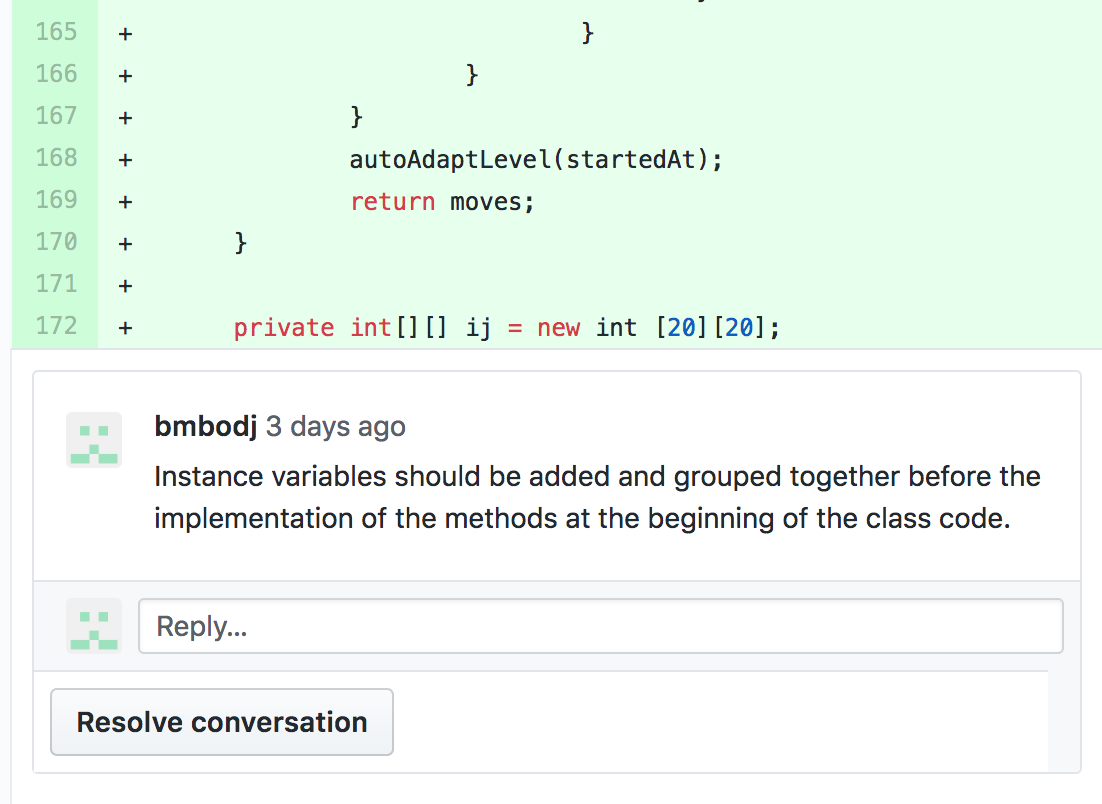 165 + }
166 + }
167 + }
168 + autoAdaptLevel(startedAt);
169 + return moves;
170 + }
171 +
172 + private int[][] ij = new int [20][20];
bmbodj 3 days ago
Instance variables should be added and grouped together before the
implementation of the methods at the beginning of the class code.
Reply...
Resolve conversation